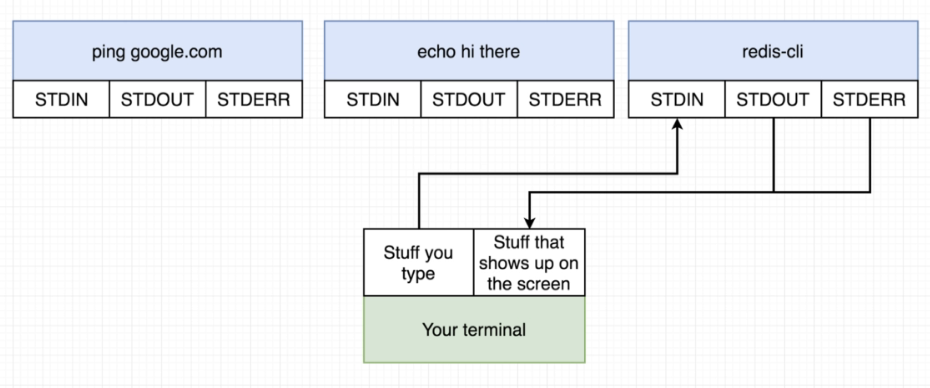 ping google.com
echo hi there
redis-cli
STDIN STDOUT STDERR
STDIN STDOUT STDERR
STDIN STDOUT STDERR
Stuff you
type
Stuff that
shows up on
the screen
Your terminal